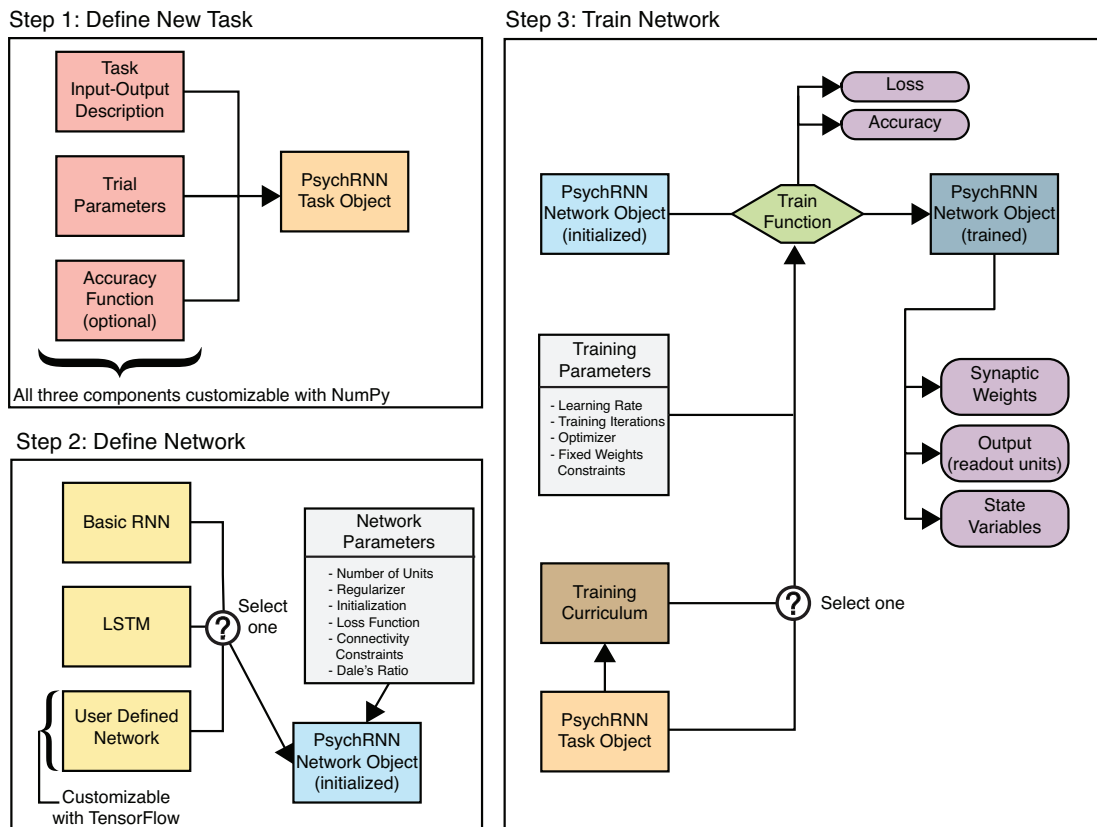 Step 1: Define New Task
Task
Input-Output
Description
Trial
Parameters
Accuracy
Function
(optional)
PsychRNN
Task Object
All three components customizable with NumPy
Step 2: Define Network
Basic RNN
LSTM
User Defined
Network
Customizable
with TensorFlow
?
Select
one
Network
Parameters
- Number of Units
- Regularizer
- Initialization
- Loss Function
- Connectivity
Constraints
- Dale's Ratio
PsychRNN
Network Object
(initialized)
Step 3: Train Network
Loss
Accuracy
PsychRNN
Network Object
(initialized)
Train
Function
PsychRNN
Network Object
(trained)
Training
Parameters
- Learning Rate
- Training Iterations
- Optimizer
- Fixed Weights
Constraints
Synaptic
Weights
Output
(readout units)
State
Variables
Training
Curriculum
?
Select one
PsychRNN
Task Object